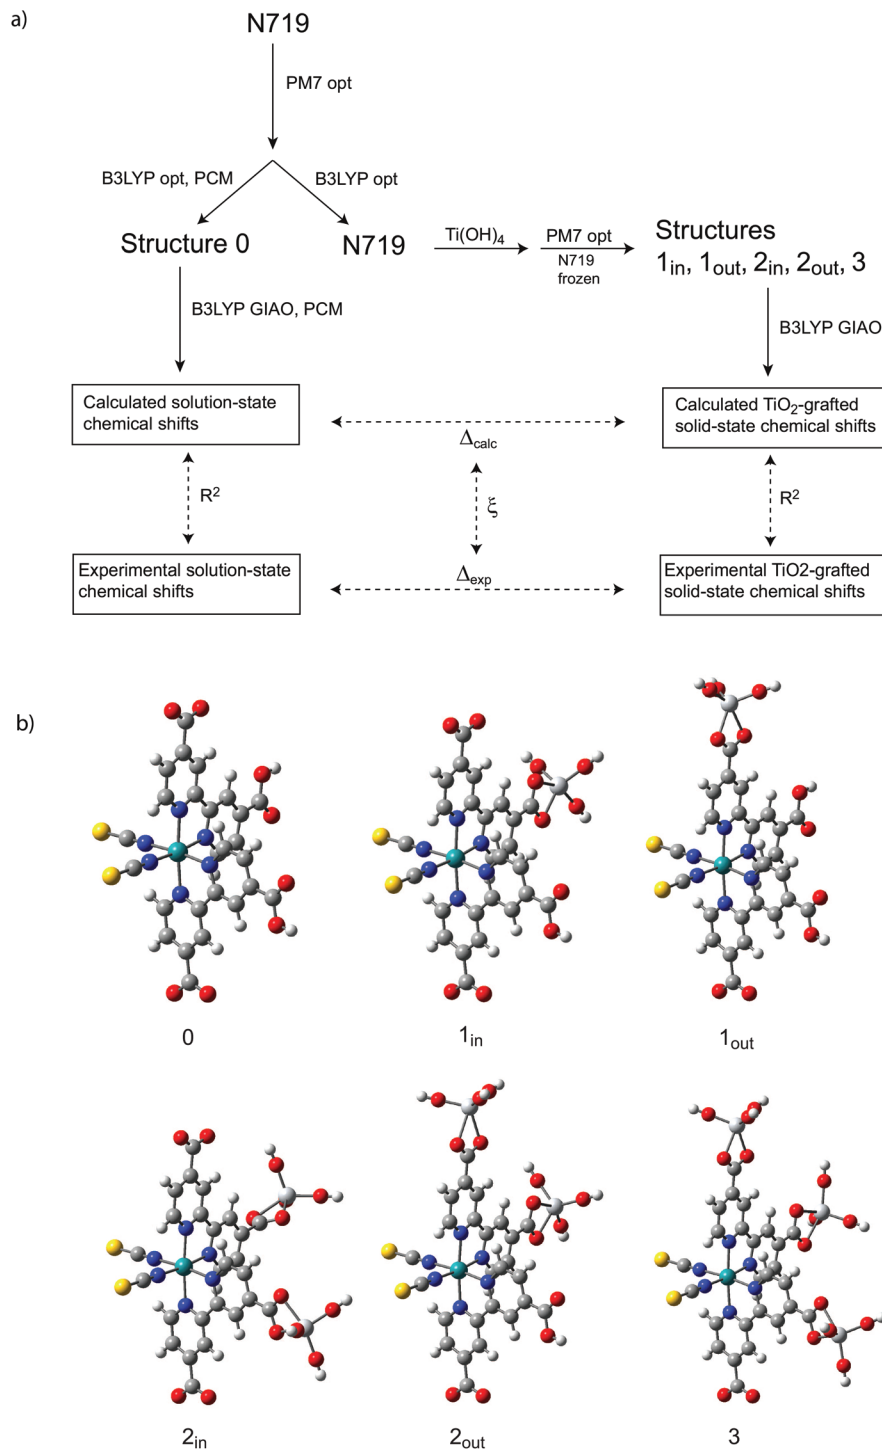 a)
N719
PM7 opt
B3LYP opt, PCM
B3LYP opt
Structure 0
N719
Ti(OH)4
PM7 opt
N719
frozen
Structures
1in, 1out, 2in, 2out, 3
B3LYP GIAO, PCM
B3LYP GIAO
Calculated solution-state
chemical shifts
Δcalc
Calculated TiO2-grafted
solid-state chemical shifts
R2
ξ
R2
Experimental solution-state
chemical shifts
Δexp
Experimental TiO2-grafted
solid-state chemical shifts
b)
0
1in
1out
2in
2out
3